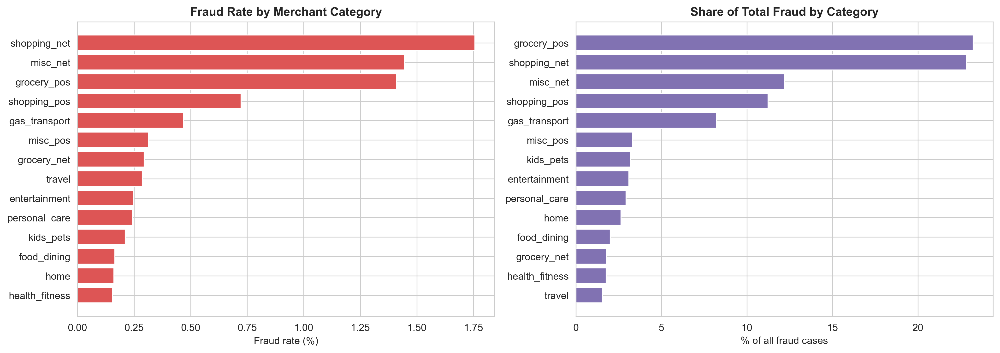 Fraud Rate by Merchant Category
shopping_net
misc_net
grocery_pos
shopping_pos
gas_transport
misc_pos
grocery_net
travel
entertainment
personal_care
kids_pets
food_dining
home
health_fitness
0.00 0.25 0.50 0.75 1.00 1.25 1.50 1.75
Fraud rate (%)
Share of Total Fraud by Category
grocery_pos
shopping_net
misc_net
shopping_pos
gas_transport
misc_pos
kids_pets
entertainment
personal_care
home
food_dining
grocery_net
health_fitness
travel
0 5 10 15 20
% of all fraud cases